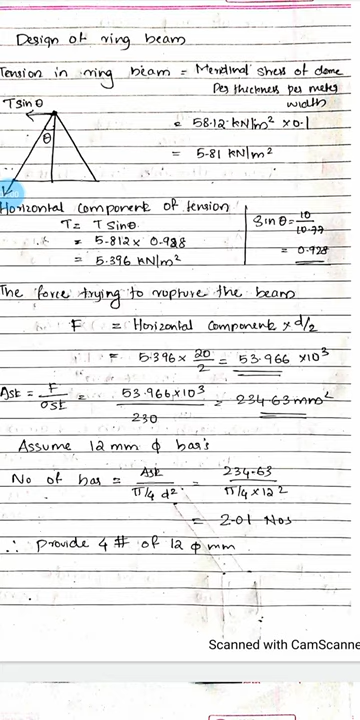 Design of ring beam
Tension in ring beam = Meridinal stress of dome
Per thickness per meter
width
T sin θ
= 58.12 kN/m² × 0.1
θ
= 5.81 kN/m²
Horizontal component of tension
T = T sin θ
= 5.812 × 0.928
= 5.396 kN/m²
Sin θ = 10/10.77
= 0.928
The force trying to rupture the beam
F = Horizontal component × d/2
= 5.396 × 20/2 = 53.966 × 10³
Ast = F/σst = 53.966 × 10³/230 = 234.63 mm²
Assume 12 mm ϕ bar's
No of bar = Ast/π/4 d² = 234.63/π/4 × 12²
= 2.01 Nos
∴ provide 4 # of 12 ϕ mm
Scanned with CamScanne